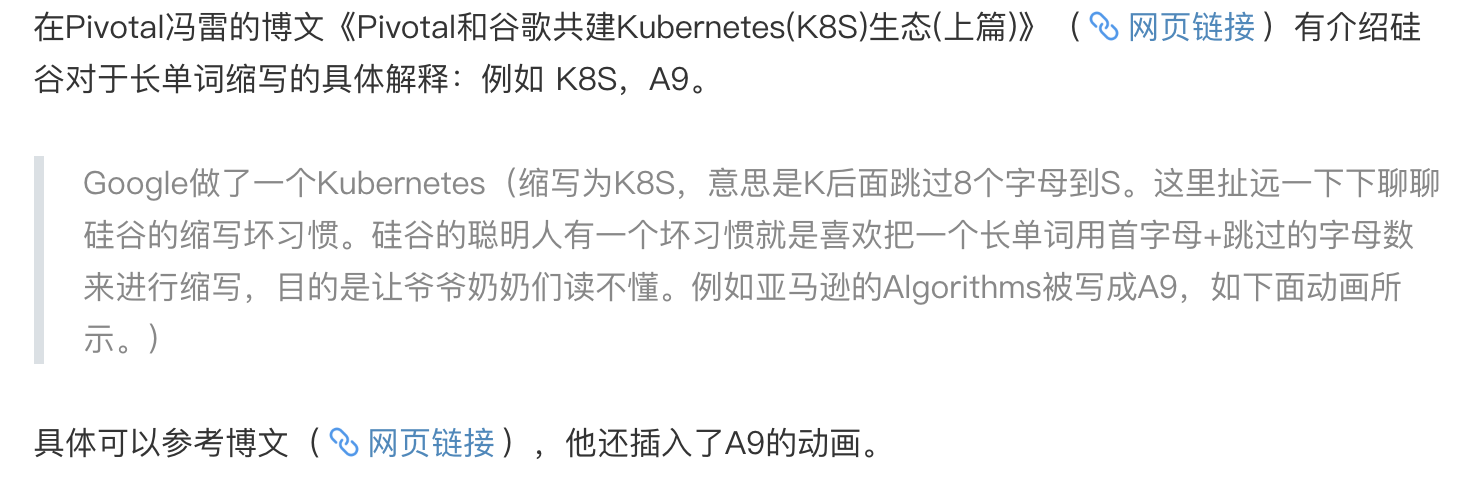 在Pivotal冯雷的博文《Pivotal和谷歌共建Kubernetes(K8S)生态(上篇)》（网页链接）有介绍硅
谷对于长单词缩写的具体解释：例如 K8S，A9。
Google做了一个Kubernetes（缩写为K8S，意思是K后面跳过8个字母到S。这里扯远一下下聊聊
硅谷的缩写坏习惯。硅谷的聪明人有一个坏习惯就是喜欢把一个长单词用首字母+跳过的字母数
来进行缩写，目的是让爷爷奶奶们读不懂。例如亚马逊的Algorithms被写成A9，如下面动画所
示。）
具体可以参考博文（网页链接），他还插入了A9的动画。